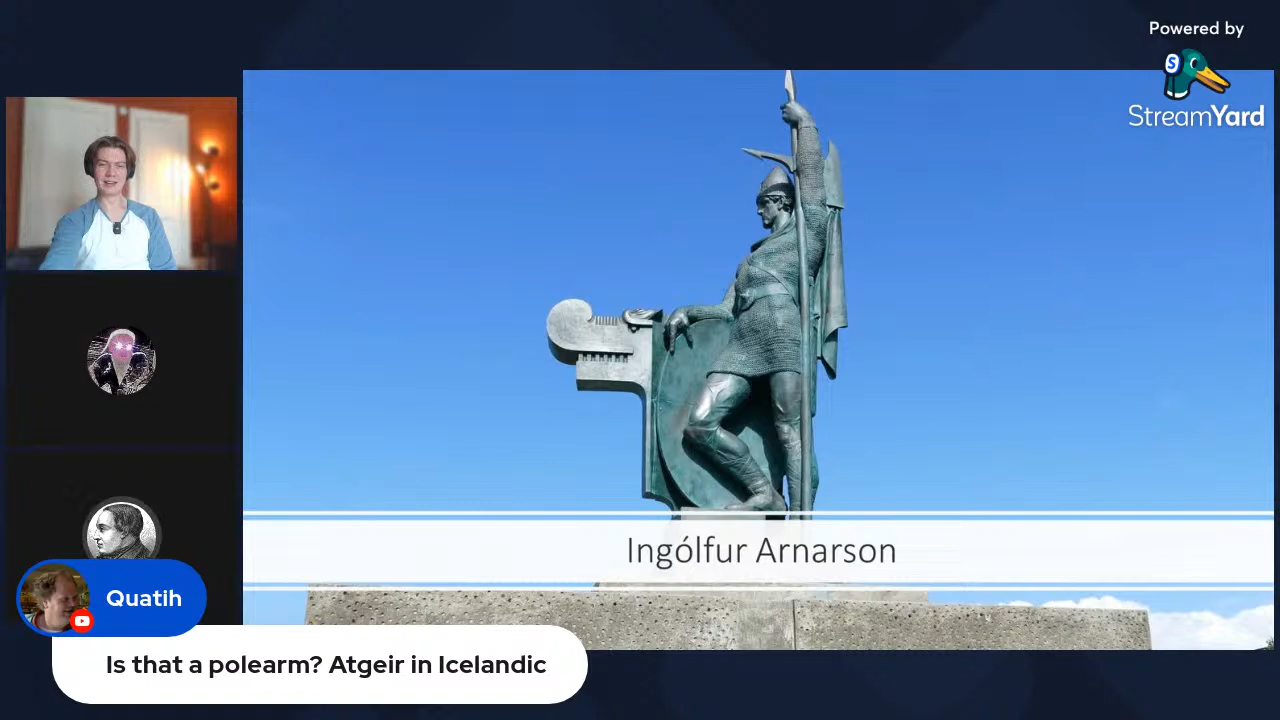 Powered by
StreamYard
Ingólfur Arnarson
Quatih
Is that a polearm? Atgeir in Icelandic